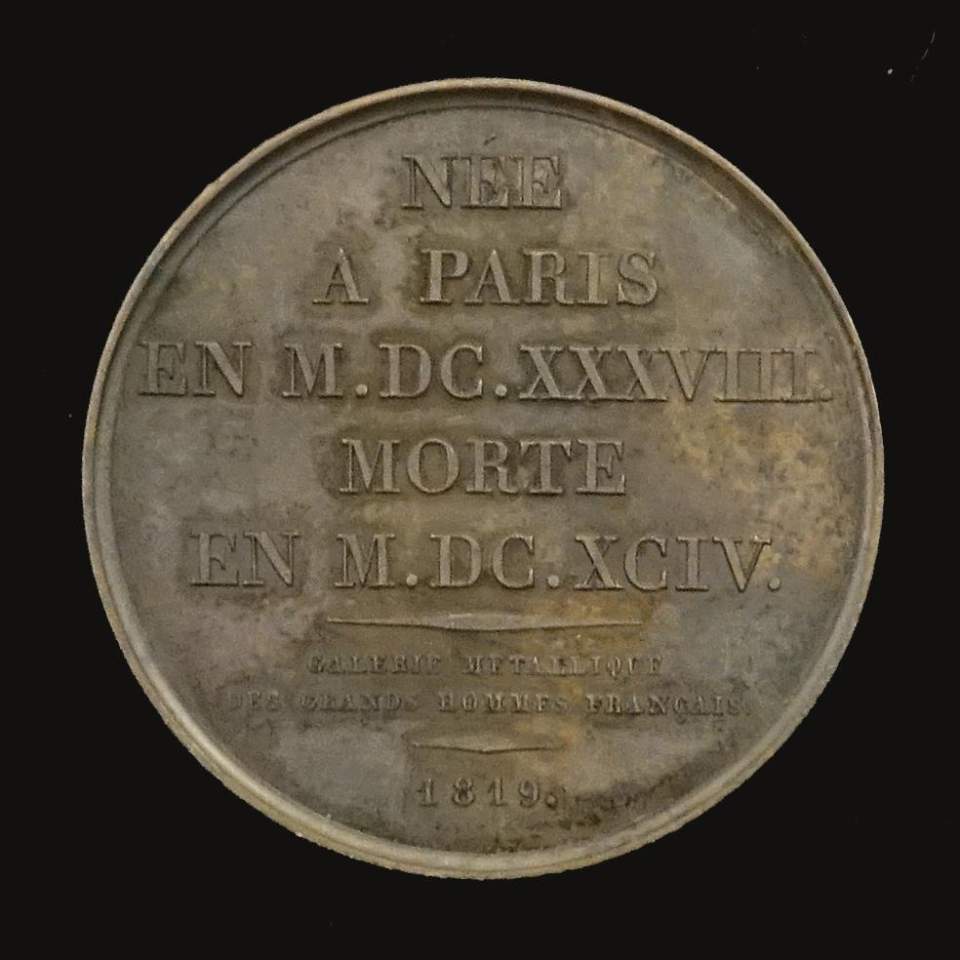 NÉE
A PARIS
EN M.DC.XXXVIII.
MORTE
EN M.DC.XCIV.
GALERIE METALLIQUE
DES GRANDS HOMMES FRANÇAIS.
1819.